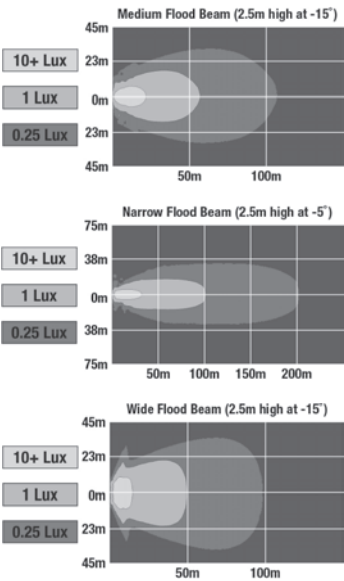 Medium Flood Beam (2.5m high at -15˚)
45m
10+ Lux
23m
1 Lux
0m
0.25 Lux
23m
45m
50m 100m
Narrow Flood Beam (2.5m high at -5˚)
75m
10+ Lux
38m
1 Lux
0m
0.25 Lux
38m
75m
50m 100m 150m 200m
Wide Flood Beam (2.5m high at -15˚)
45m
10+ Lux
23m
1 Lux
0m
0.25 Lux
23m
45m
50m 100m